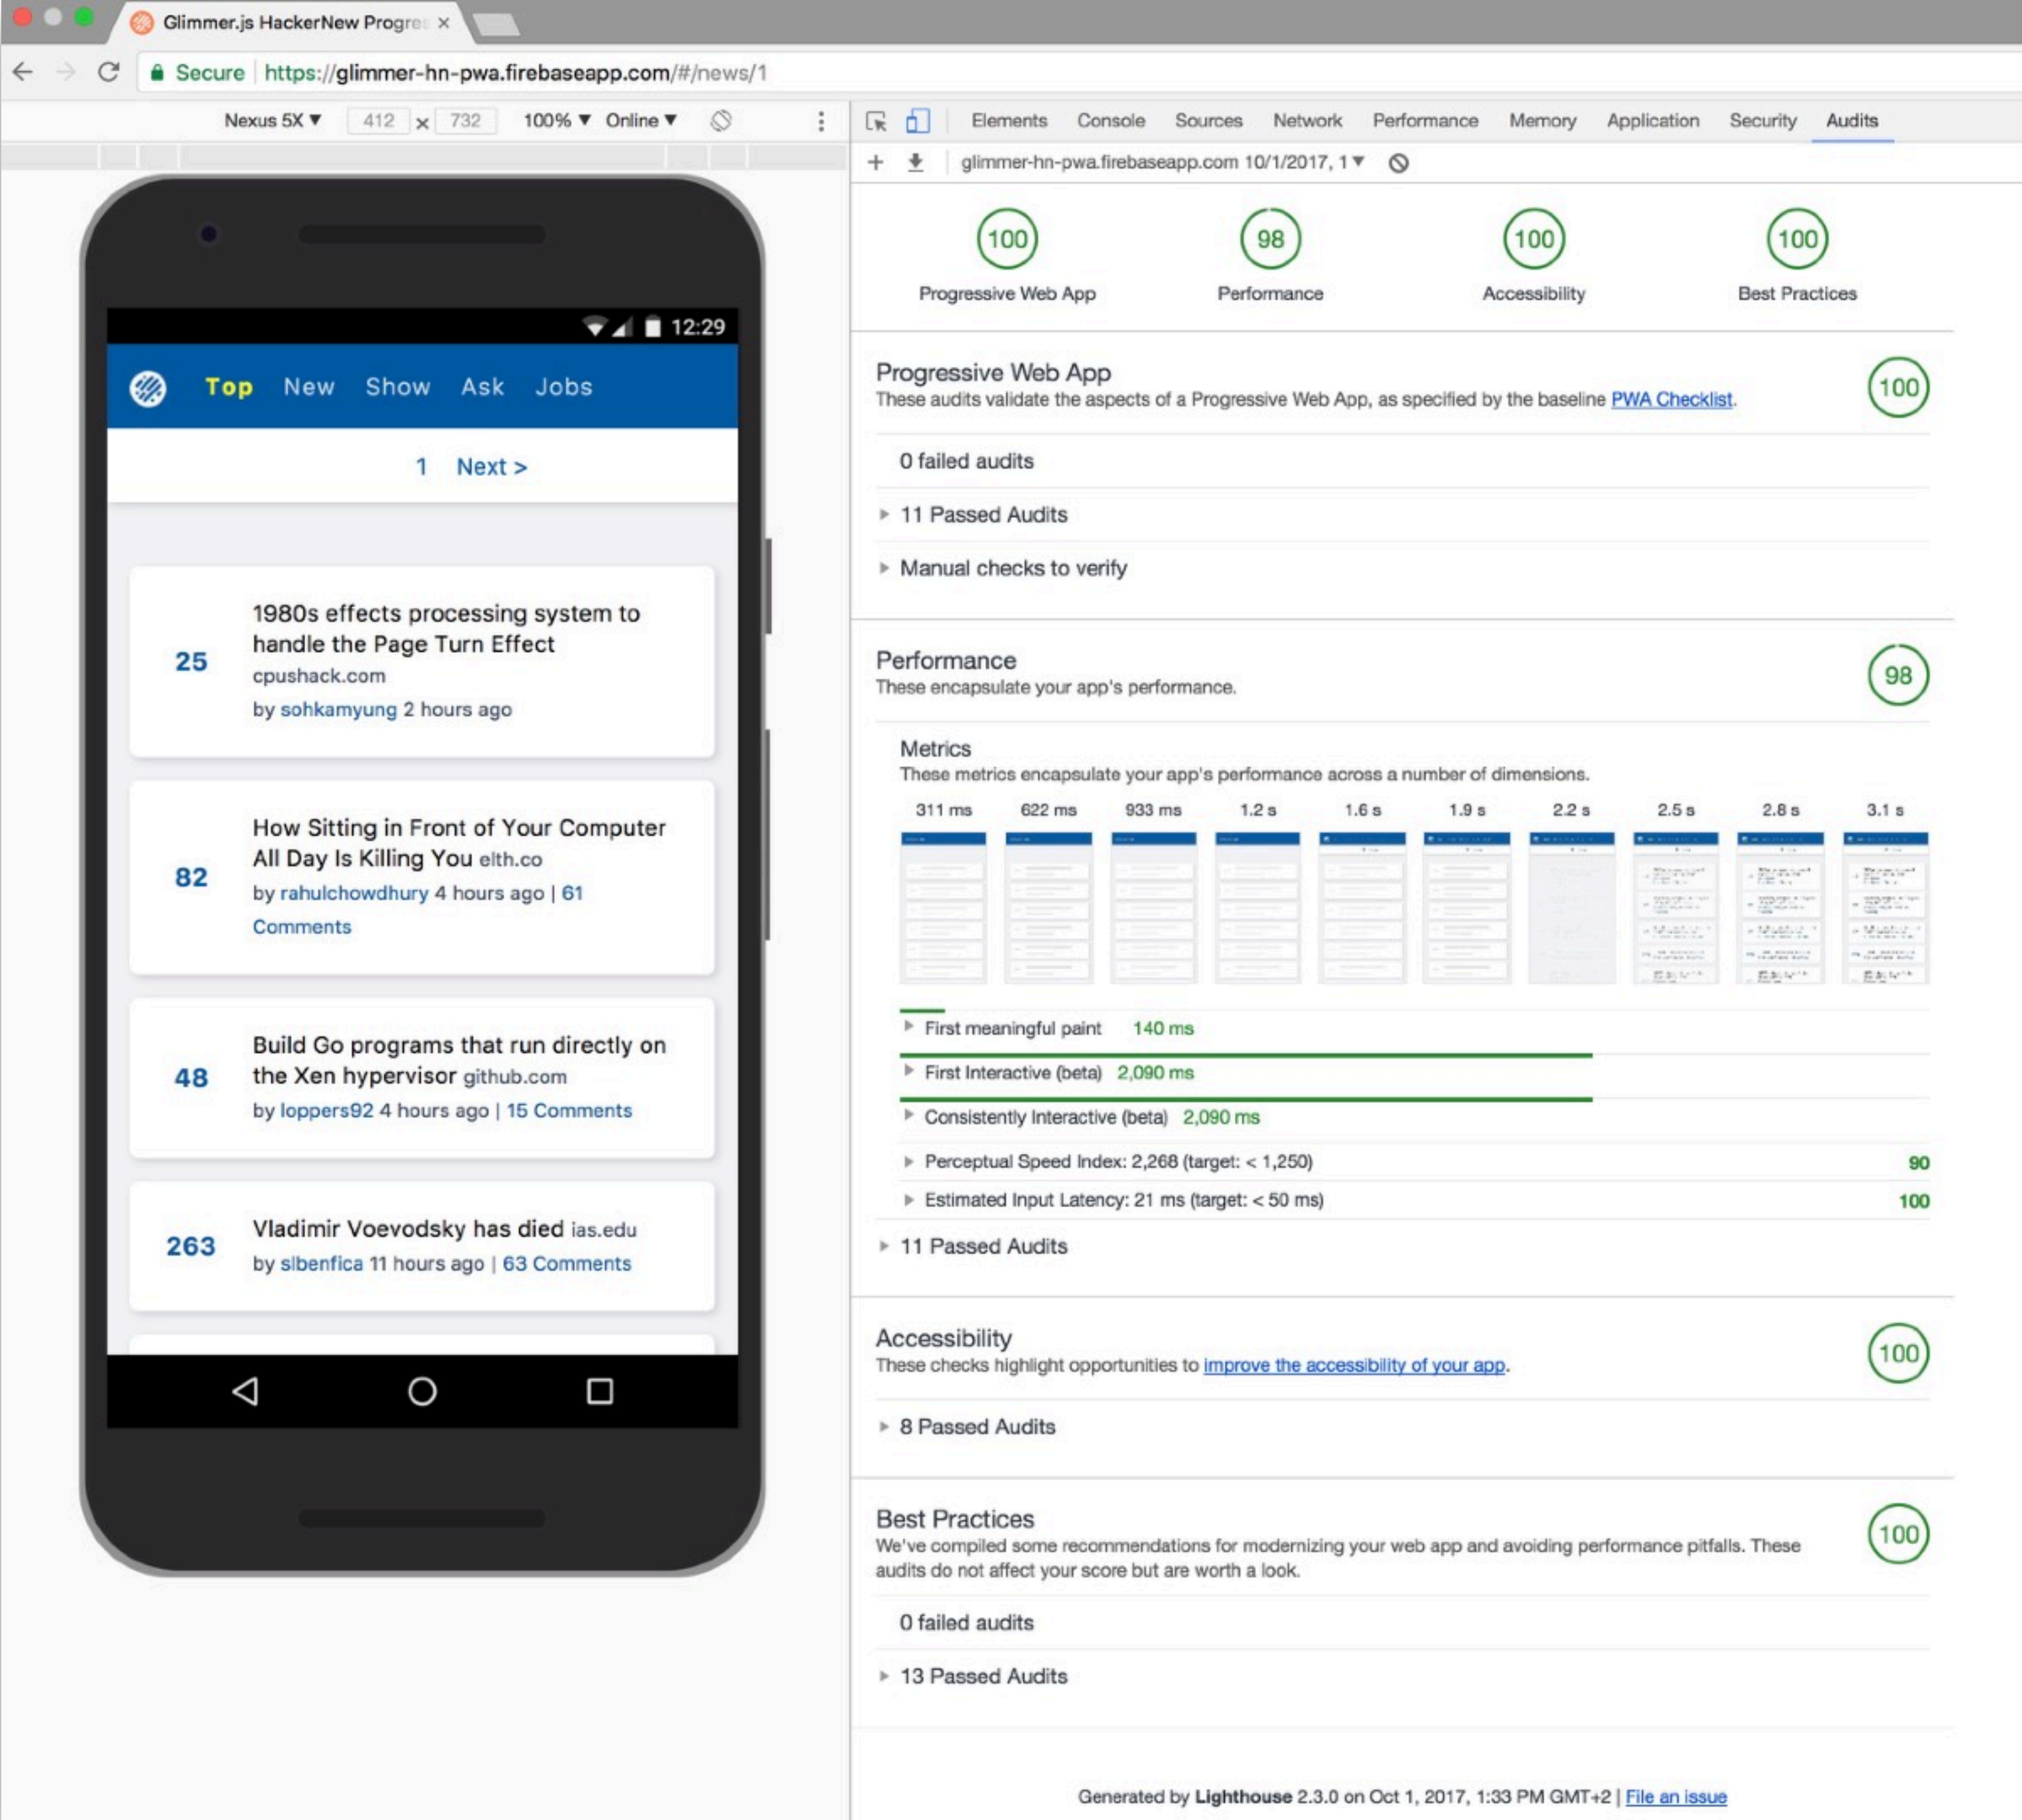 Glimmer.js HackerNew Progre
Secure https://glimmer-hn-pwa.firebaseapp.com/#/news/1
Nexus 5X ▼ 412 x 732 100% ▼ Online ▼
Elements Console Sources Network Performance Memory Application Security Audits
glimmer-hn-pwa.firebaseapp.com 10/1/2017, 1 ▼
12:29
Top New Show Ask Jobs
1 Next >
25
1980s effects processing system to
handle the Page Turn Effect
cpushack.com
by sohkamyung 2 hours ago
82
How Sitting in Front of Your Computer
All Day Is Killing You elth.co
by rahulchowdhury 4 hours ago | 61
Comments
48
Build Go programs that run directly on
the Xen hypervisor github.com
by loppers92 4 hours ago | 15 Comments
263
Vladimir Voevodsky has died ias.edu
by slbenfica 11 hours ago | 63 Comments
100 98 100 100
Progressive Web App Performance Accessibility Best Practices
Progressive Web App
100
These audits validate the aspects of a Progressive Web App, as specified by the baseline PWA Checklist.
0 failed audits
11 Passed Audits
Manual checks to verify
Performance
98
These encapsulate your app's performance.
Metrics
These metrics encapsulate your app's performance across a number of dimensions.
311 ms 622 ms 933 ms 1.2 s 1.6 s 1.9 s 2.2 s 2.5 s 2.8 s 3.1 s
First meaningful paint 140 ms
First Interactive (beta) 2,090 ms
Consistently Interactive (beta) 2,090 ms
Perceptual Speed Index: 2,268 (target: < 1,250) 90
Estimated Input Latency: 21 ms (target: < 50 ms) 100
11 Passed Audits
Accessibility
100
These checks highlight opportunities to improve the accessibility of your app.
8 Passed Audits
Best Practices
100
We've compiled some recommendations for modernizing your web app and avoiding performance pitfalls. These
audits do not affect your score but are worth a look.
0 failed audits
13 Passed Audits
Generated by Lighthouse 2.3.0 on Oct 1, 2017, 1:33 PM GMT+2 | File an issue